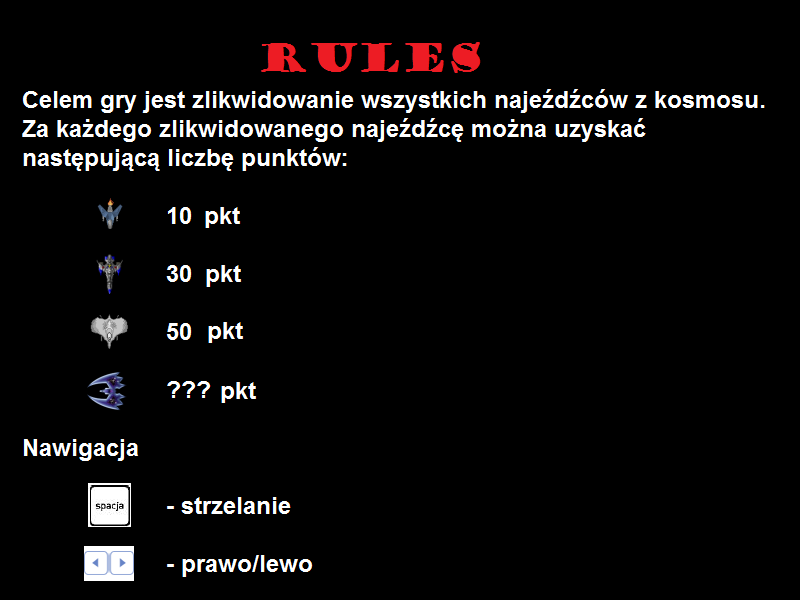 RULES
Celem gry jest zlikwidowanie wszystkich najeźdźców z kosmosu.
Za każdego zlikwidowanego najeźdźcę można uzyskać
następującą liczbę punktów:
10 pkt
30 pkt
50 pkt
??? pkt
Nawigacja
spacja - strzelanie
- prawo/lewo